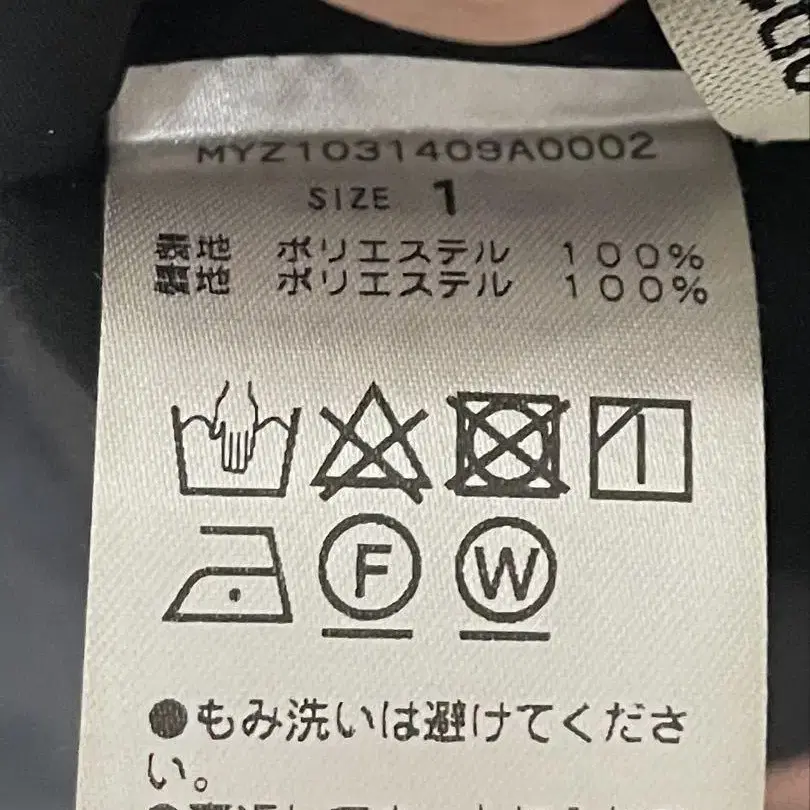 MYZ1031409A0002
SIZE 1
表地 ポリエステル 100%
裏地 ポリエステル 100%
F W
●もみ洗いは避けてくださ
い。